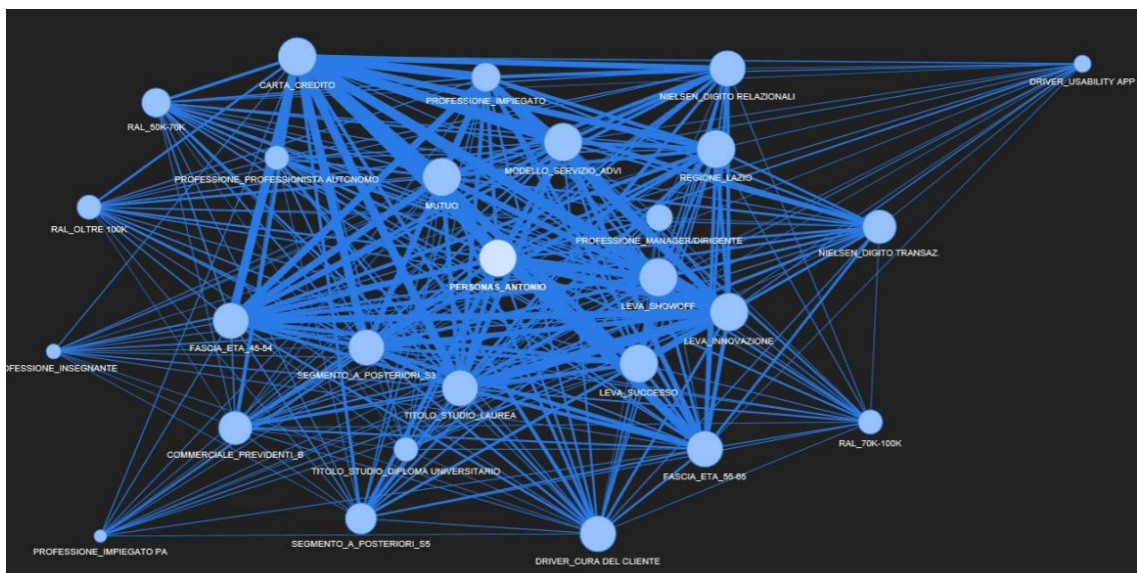 CARTA_CREDITO
DRIVER_USABILITY APP
NIELSEN_DIGITO RELAZIONALI
PROFESSIONE_IMPIEGATO
RAL_50K-70K
MODELLO_SERVIZIO_ADVI
REGIONE_LAZIO
PROFESSIONE_PROFESSIONISTA AUTONOMO
MUTUO
RAL_OLTRE 100K
PROFESSIONE_MANAGER/DIRIGENTE
NIELSEN_DIGITO TRANSAZ.
PERSONAS_ANTONIO
LEVA_SHOWOFF
LEVA_INNOVAZIONE
FASCIA_ETA_45-54
OFESSIONE_INSEGNANTE
SEGMENTO_A_POSTERIORI_S3
LEVA_SUCCESSO
TITOLO_STUDIO_LAUREA
RAL_70K-100K
COMMERCIALE_PREVIDENTI_B
TITOLO_STUDIO_DIPLOMA UNIVERSITARIO
FASCIA_ETA_55-65
SEGMENTO_A_POSTERIORI_S5
PROFESSIONE_IMPIEGATO PA
DRIVER_CURA DEL CLIENTE